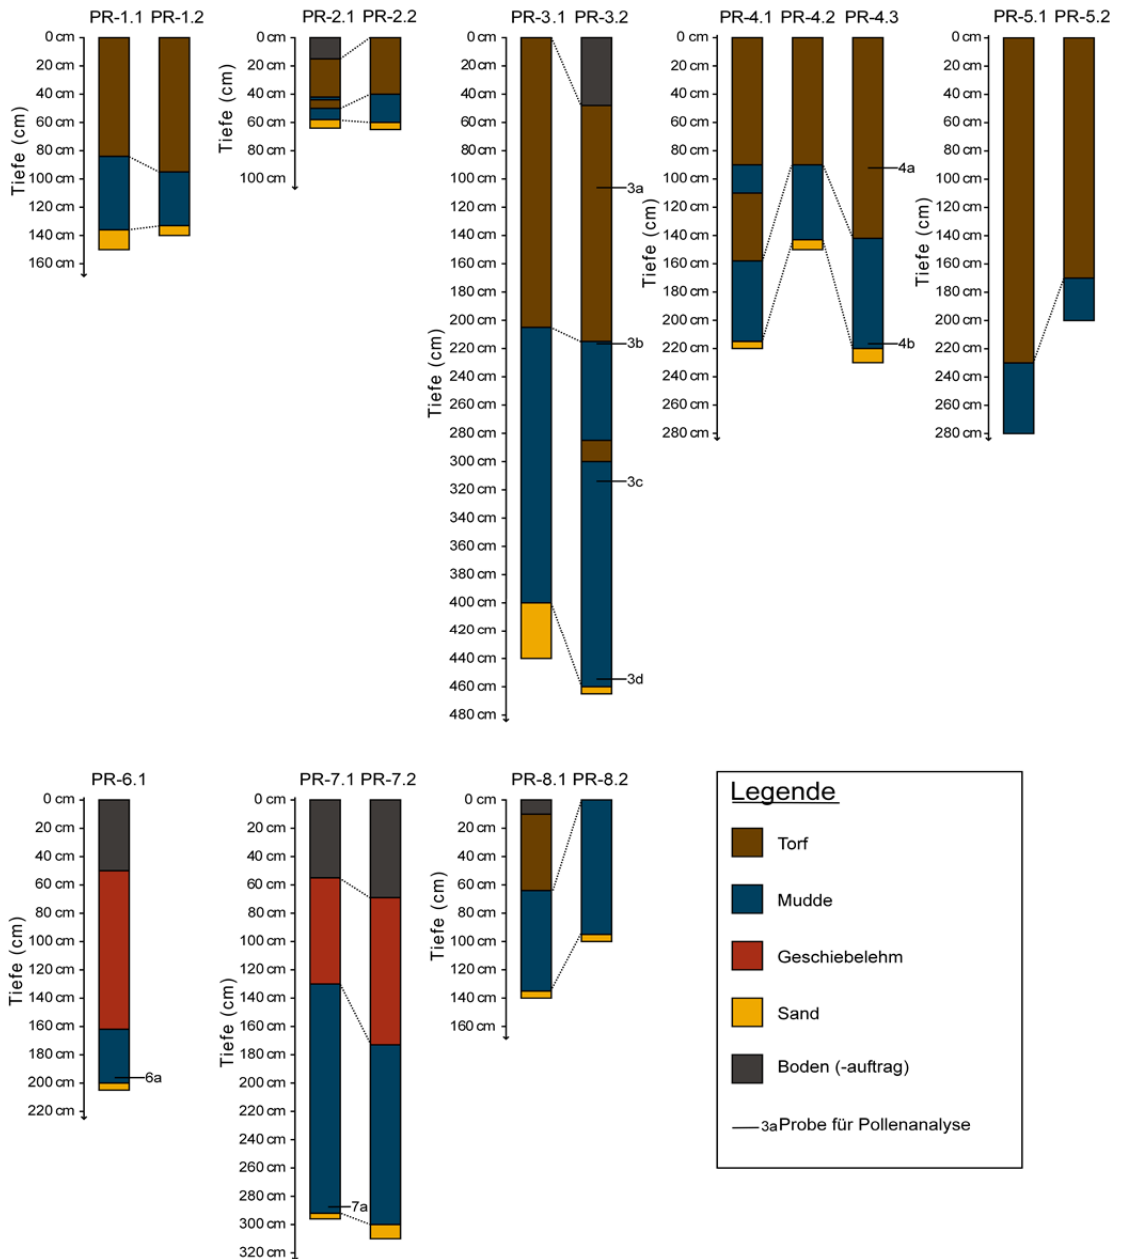 PR-1.1 PR-1.2
0 cm
20 cm
40 cm
60 cm
80 cm
100 cm
120 cm
140 cm
160 cm
Tiefe (cm)
PR-2.1 PR-2.2
0 cm
20 cm
40 cm
60 cm
80 cm
100 cm
Tiefe (cm)
PR-3.1 PR-3.2
0 cm
20 cm
40 cm
60 cm
80 cm
100 cm
120 cm
140 cm
160 cm
180 cm
200 cm
220 cm
240 cm
260 cm
280 cm
300 cm
320 cm
340 cm
360 cm
380 cm
400 cm
420 cm
440 cm
460 cm
480 cm
Tiefe (cm)
3a
3b
3c
3d
PR-4.1 PR-4.2 PR-4.3
0 cm
20 cm
40 cm
60 cm
80 cm
100 cm
120 cm
140 cm
160 cm
180 cm
200 cm
220 cm
240 cm
260 cm
280 cm
Tiefe (cm)
4a
4b
PR-5.1 PR-5.2
0 cm
20 cm
40 cm
60 cm
80 cm
100 cm
120 cm
140 cm
160 cm
180 cm
200 cm
220 cm
240 cm
260 cm
280 cm
Tiefe (cm)
PR-6.1
0 cm
20 cm
40 cm
60 cm
80 cm
100 cm
120 cm
140 cm
160 cm
180 cm
200 cm
220 cm
Tiefe (cm)
6a
PR-7.1 PR-7.2
0 cm
20 cm
40 cm
60 cm
80 cm
100 cm
120 cm
140 cm
160 cm
180 cm
200 cm
220 cm
240 cm
260 cm
280 cm
300 cm
320 cm
Tiefe (cm)
7a
PR-8.1 PR-8.2
0 cm
20 cm
40 cm
60 cm
80 cm
100 cm
120 cm
140 cm
160 cm
Tiefe (cm)
Legende
Torf
Mudde
Geschiebelehm
Sand
Boden (-auftrag)
3a Probe für Pollenanalyse